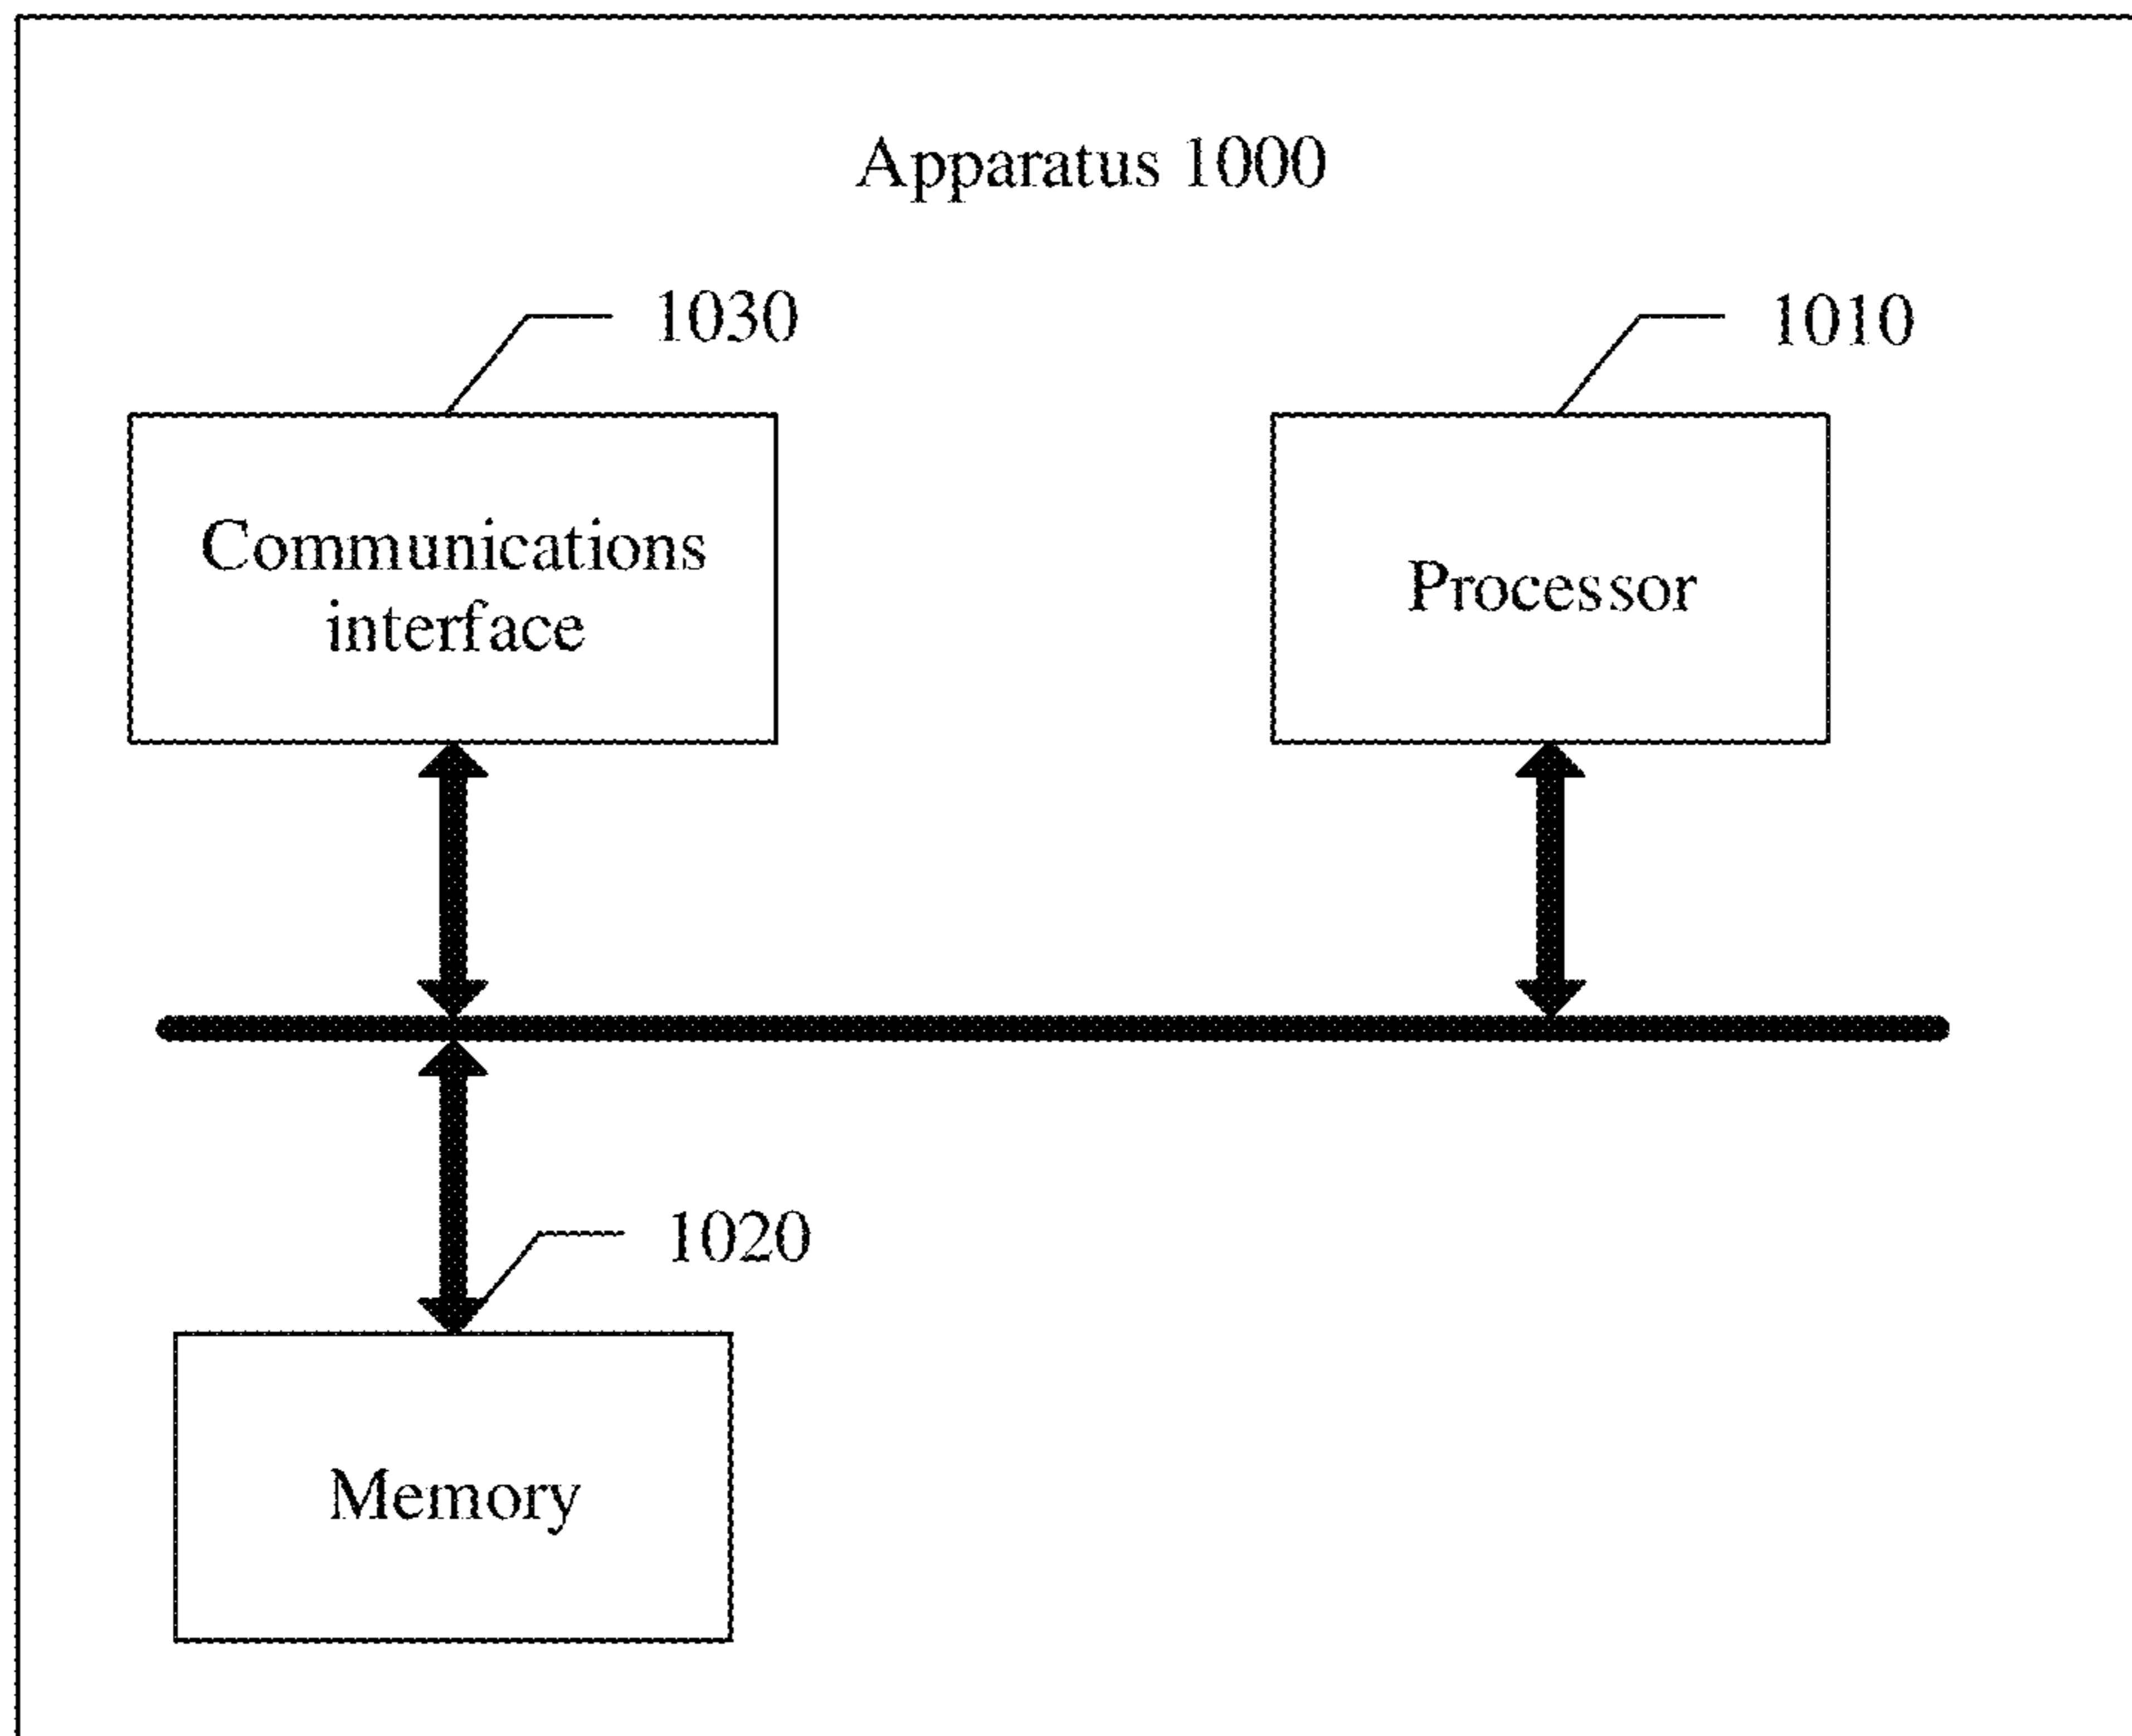 Apparatus 1000
1030
1010
Communications
interface
Processor
1020
Memory